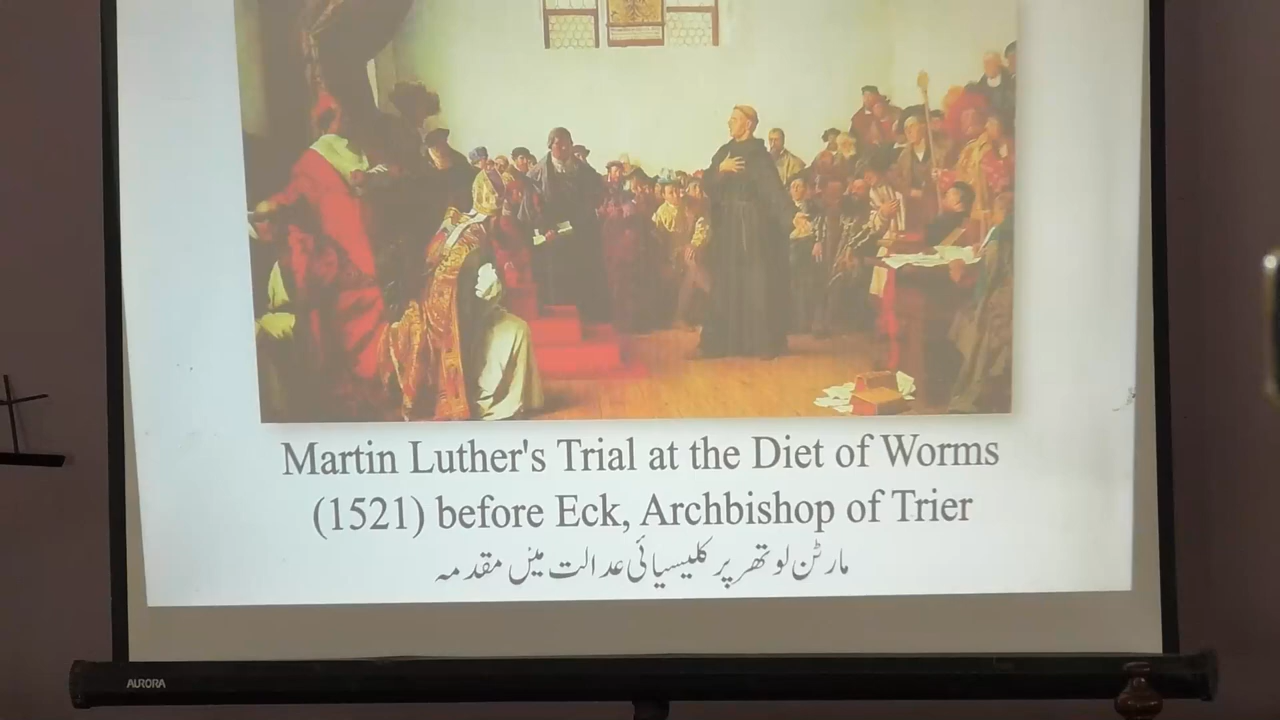 Martin Luther's Trial at the Diet of Worms
(1521) before Eck, Archbishop of Trier
مارٹن لوتھر پر کلیسیائی عدالت میں مقدمہ
AURORA